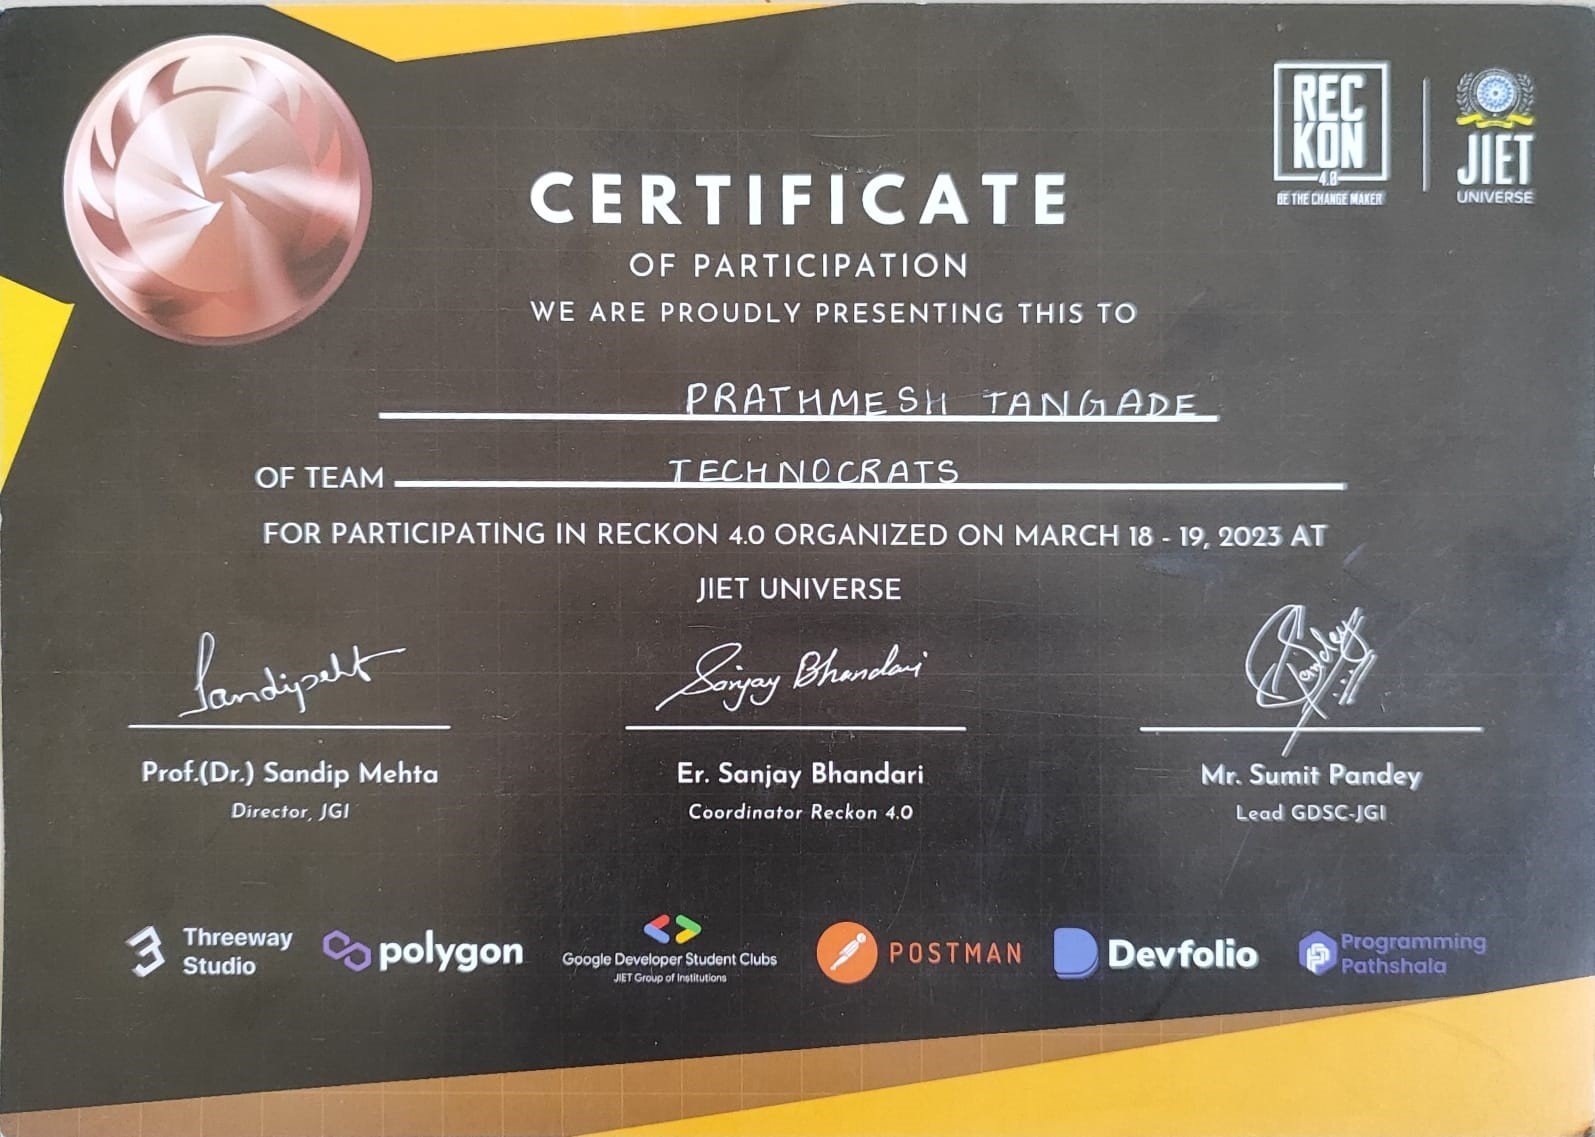 REC
KON
4.0
BE THE CHANGE MAKER
JIET
UNIVERSE
CERTIFICATE
OF PARTICIPATION
WE ARE PROUDLY PRESENTING THIS TO
PRATHMESH TANGADE
OF TEAM TECHNOCRATS
FOR PARTICIPATING IN RECKON 4.0 ORGANIZED ON MARCH 18 - 19, 2023 AT
JIET UNIVERSE
Sanjay Bhandari
Prof.(Dr.) Sandip Mehta
Director, JGI
Er. Sanjay Bhandari
Coordinator Reckon 4.0
Mr. Sumit Pandey
Lead GDSC-JGI
Threeway
Studio
polygon
Google Developer Student Clubs
JIET Group of Institutions
POSTMAN
Devfolio
Programming
Pathshala